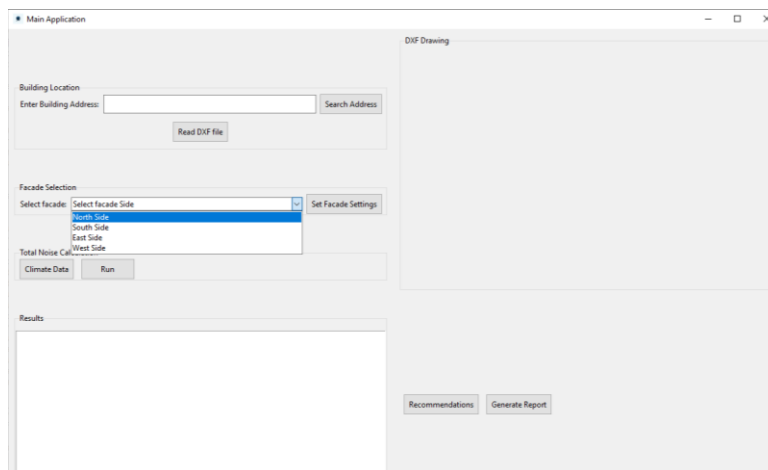 Main Application
DXF Drawing
Building Location
Enter Building Address:
Search Address
Read DXF file
Facade Selection
Select facade:
Select facade Side
Set Facade Settings
North Side
South Side
East Side
West Side
Total Noise
Climate Data
Run
Results
Recommendations
Generate Report